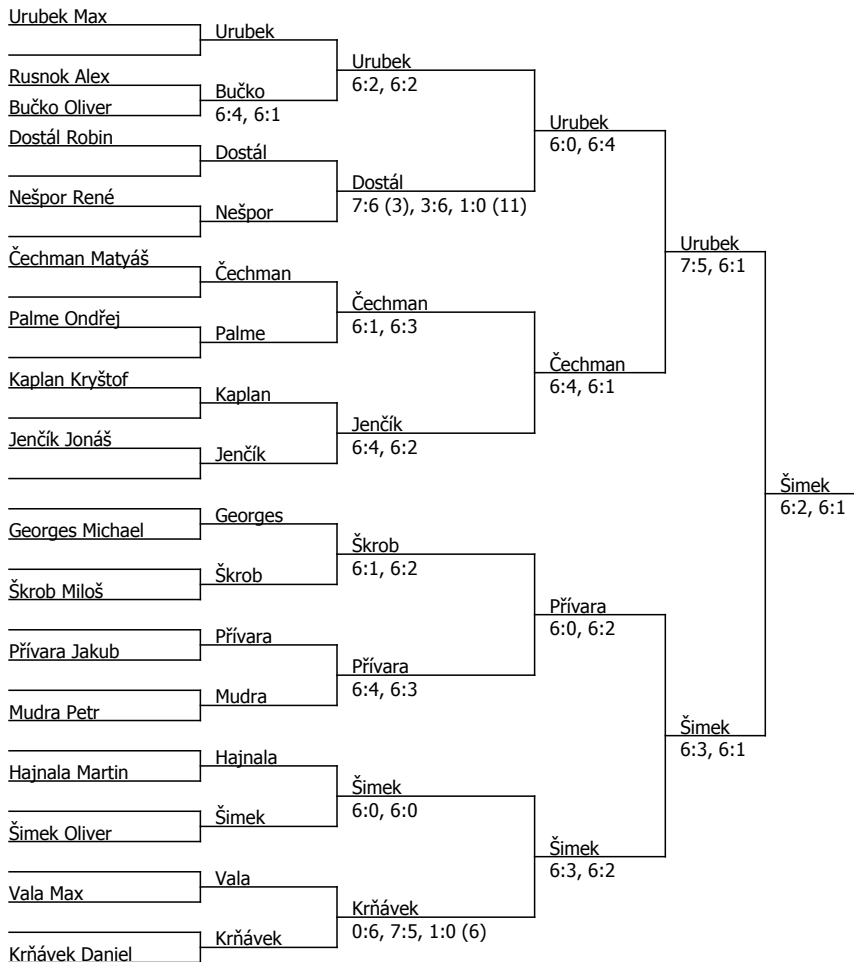 Urubek Max
Rusnok Alex
Bučko Oliver
Dostál Robin
Nešpor René
Čechman Matyáš
Palme Ondřej
Kaplan Kryštof
Jenčík Jonáš
Georges Michael
Škrob Miloš
Přívara Jakub
Mudra Petr
Hajnala Martin
Šimek Oliver
Vala Max
Krňávek Daniel
Urubek
Bučko
6:4, 6:1
Dostál
Nešpor
Čechman
Palme
Kaplan
Jenčík
Georges
Škrob
Přívara
Mudra
Hajnala
Šimek
Vala
Krňávek
Urubek
6:2, 6:2
Dostál
7:6 (3), 3:6, 1:0 (11)
Čechman
6:1, 6:3
Jenčík
6:4, 6:2
Škrob
6:1, 6:2
Přívara
6:4, 6:3
Šimek
6:0, 6:0
Krňávek
0:6, 7:5, 1:0 (6)
Urubek
6:0, 6:4
Čechman
6:4, 6:1
Přívara
6:0, 6:2
Šimek
6:3, 6:2
Urubek
7:5, 6:1
Šimek
6:3, 6:1
Šimek
6:2, 6:1